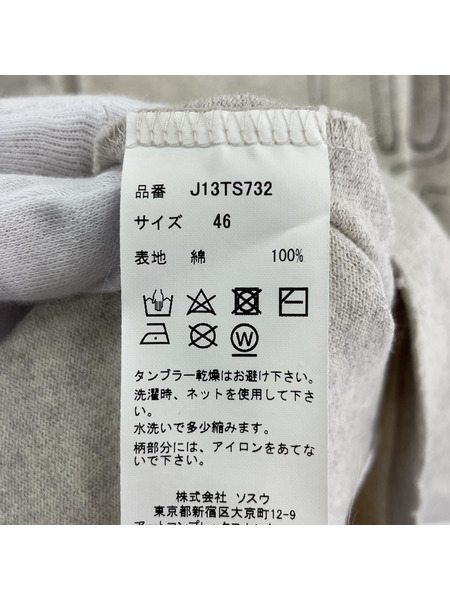 品番 J13TS732
サイズ 46
表地 綿 100%
W
タンブラー乾燥はお避け下さい。
洗濯時、ネットを使用して下さい。
水洗いで多少縮みます。
柄部分には、アイロンをあてな
いで下さい。
株式会社 ソスウ
東京都新宿区大京町12-9